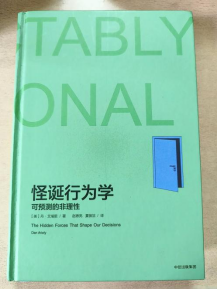 TABLY
ONAL
怪诞行为学
可预测的非理性
The Hidden Forces That Shape Our Decisions
Dan Ariely
中信出版集团